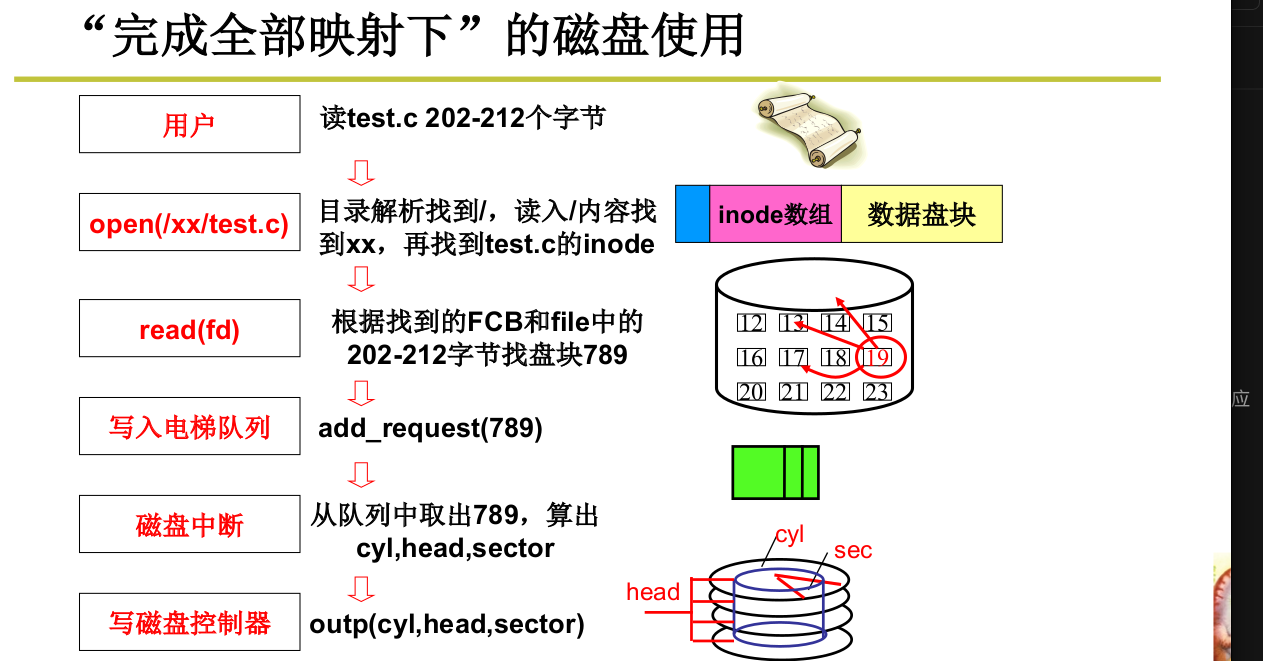 “完成全部映射下”的磁盘使用
用户
读test.c 202-212个字节
open(/xx/test.c)
目录解析找到/，读入/内容找
到xx，再找到test.c的inode
inode数组
数据盘块
read(fd)
根据找到的FCB和file中的
202-212字节找盘块789
12 13 14 15
16 17 18 19
20 21 22 23
写入电梯队列
add_request(789)
磁盘中断
从队列中取出789，算出
cyl,head,sector
cyl
sec
head
写磁盘控制器
outp(cyl,head,sector)
应